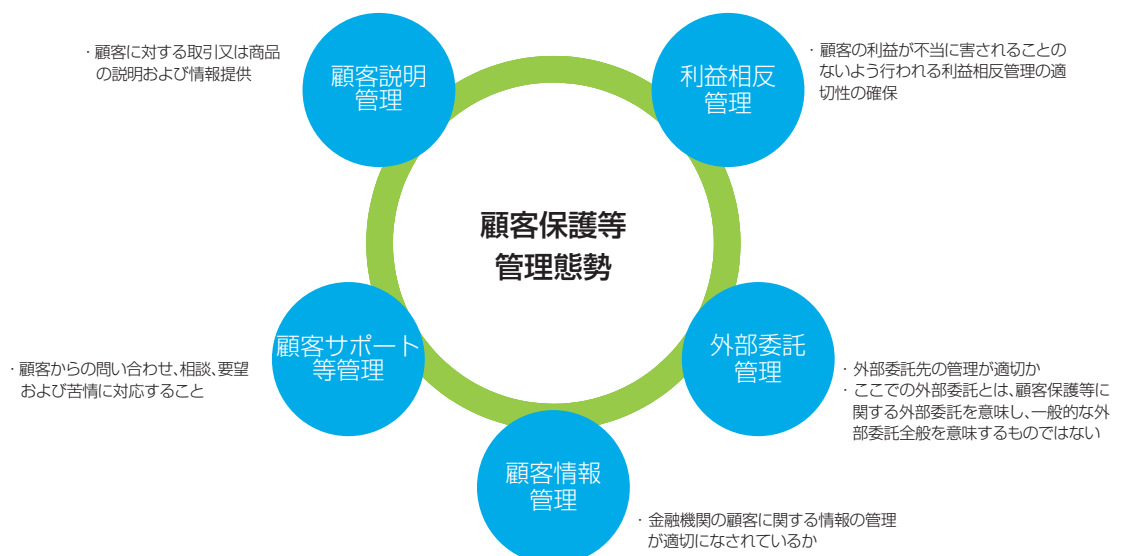 ・顧客に対する取引又は商品
の説明および情報提供
顧客説明
管理
利益相反
管理
・顧客の利益が不当に害されることの
ないよう行われる利益相反管理の適
切性の確保
顧客保護等
管理態勢
・顧客からの問い合わせ、相談、要望
および苦情に対応すること
顧客サポート
等管理
外部委託
管理
・外部委託先の管理が適切か
・ここでの外部委託とは、顧客保護等に
関する外部委託を意味し、一般的な外
部委託全般を意味するものではない
顧客情報
管理
・金融機関の顧客に関する情報の管理
が適切になされているか